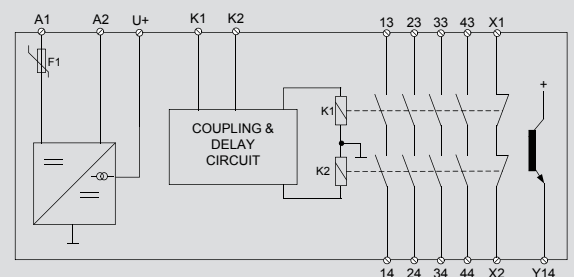 A1 A2 U+ K1 K2 13 23 33 43 X1
F1
+
K1
COUPLING &
DELAY
CIRCUIT
K2
14 24 34 44 X2 Y14